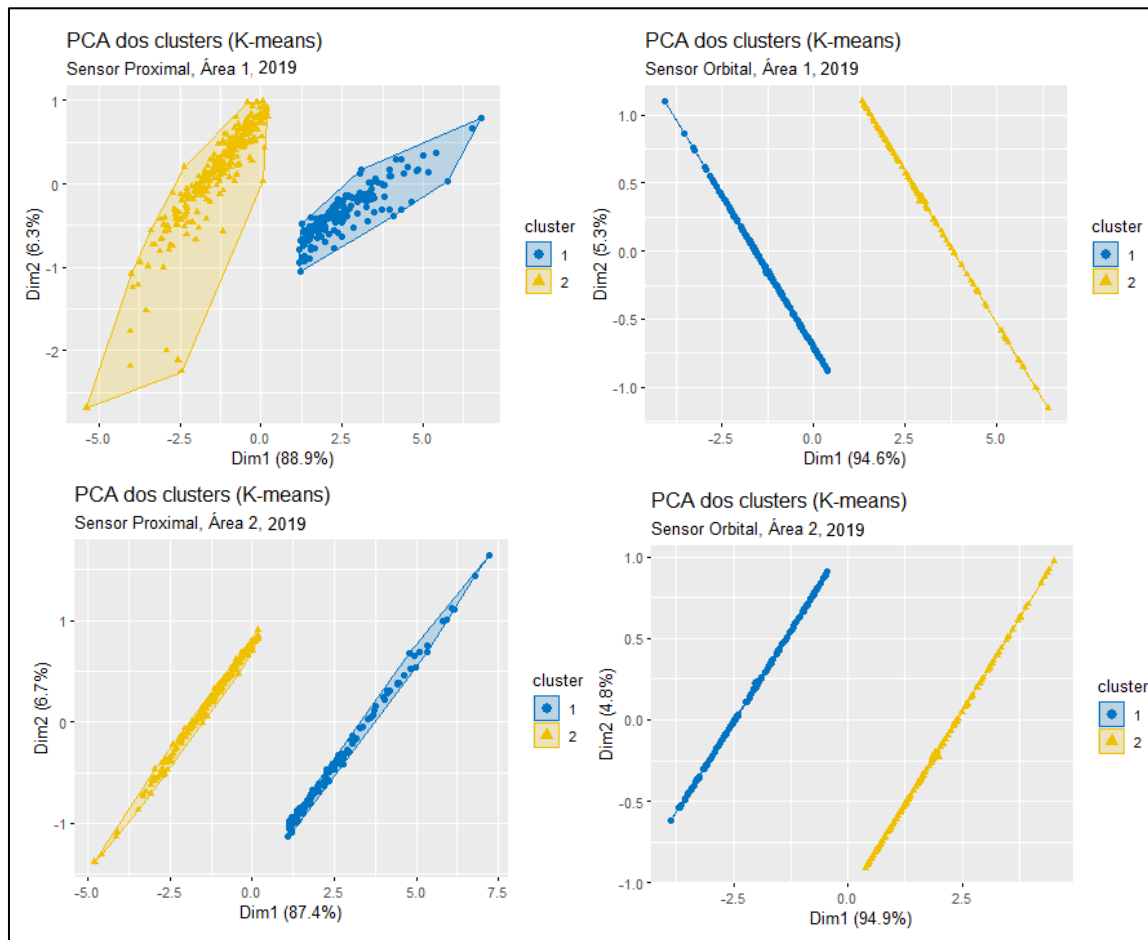 PCA dos clusters (K-means)
Sensor Proximal, Área 1, 2019
1
0
-1
-2
Dim2 (6.3%)
-5.0
-2.5
0.0
2.5
5.0
Dim1 (88.9%)
cluster
1
2
PCA dos clusters (K-means)
Sensor Orbital, Área 1, 2019
1.0
0.5
0.0
-0.5
-1.0
Dim2 (5.3%)
-2.5
0.0
2.5
5.0
Dim1 (94.6%)
cluster
1
2
PCA dos clusters (K-means)
Sensor Proximal, Área 2, 2019
1
0
-1
Dim2 (6.7%)
-5.0
-2.5
0.0
2.5
5.0
7.5
Dim1 (87.4%)
cluster
1
2
PCA dos clusters (K-means)
Sensor Orbital, Área 2, 2019
1.0
0.5
0.0
-0.5
-1.0
Dim2 (4.8%)
-2.5
0.0
2.5
Dim1 (94.9%)
cluster
1
2